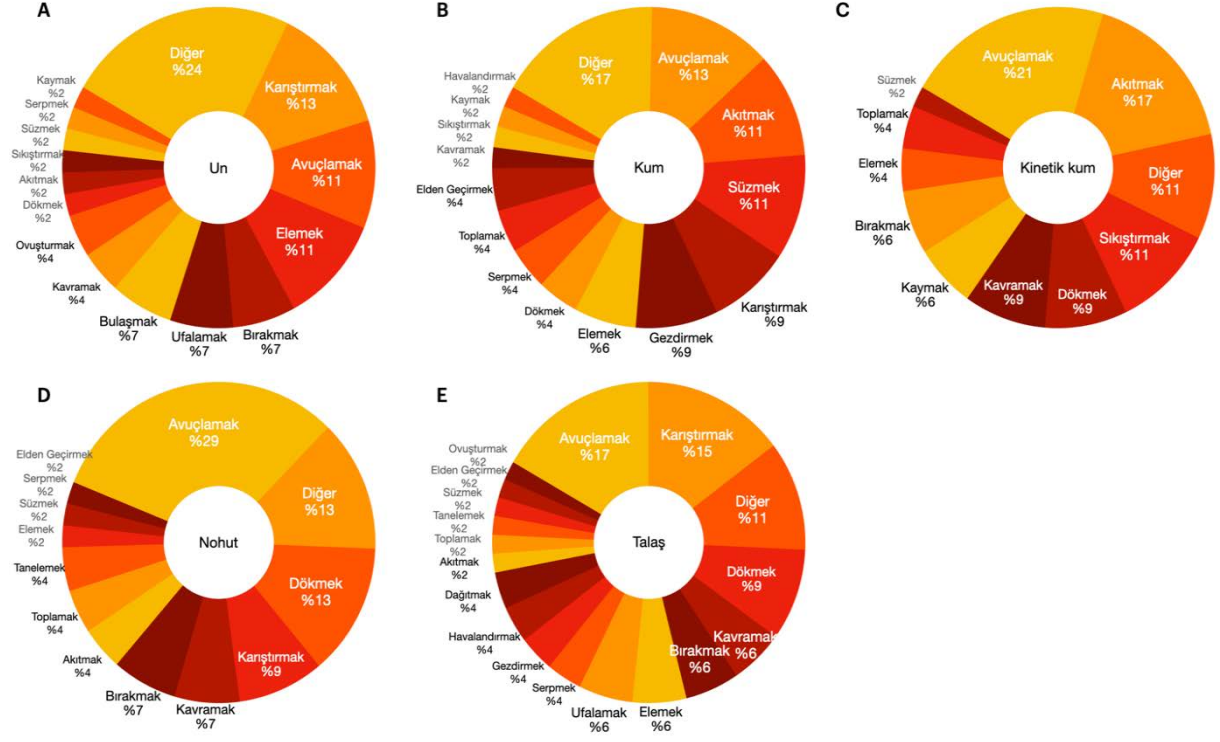 A
Diğer
%24
Karıştırmak
%13
Avuçlamak
%11
Elemek
%11
Bırakmak
%7
Ufalamak
%7
Bulaşmak
%7
Kavramak
%4
Ovuşturmak
%4
Dökmek
%2
Akıtmak
%2
Sıkıştırmak
%2
Süzmek
%2
Serpmek
%2
Kaymak
%2
Un
B
Diğer
%17
Avuçlamak
%13
Akıtmak
%11
Süzmek
%11
Karıştırmak
%9
Gezdirmek
%9
Elemek
%6
Dökmek
%4
Serpmek
%4
Toplamak
%4
Elden Geçirmek
%4
Kavramak
%2
Sıkıştırmak
%2
Kaymak
%2
Havalandırmak
%2
Kum
C
Avuçlamak
%21
Akıtmak
%17
Diğer
%11
Sıkıştırmak
%11
Dökmek
%9
Kavramak
%9
Kaymak
%6
Bırakmak
%6
Elemek
%4
Toplamak
%4
Süzmek
%2
Kinetik kum
D
Avuçlamak
%29
Diğer
%13
Dökmek
%13
Karıştırmak
%9
Kavramak
%7
Bırakmak
%7
Akıtmak
%4
Toplamak
%4
Tanelemek
%4
Elemek
%2
Süzmek
%2
Serpmek
%2
Elden Geçirmek
%2
Nohut
E
Avuçlamak
%17
Karıştırmak
%15
Diğer
%11
Dökmek
%9
Kavramak
%6
Bırakmak
%6
Elemek
%6
Ufalamak
%6
Serpmek
%4
Gezdirmek
%4
Havalandırmak
%4
Dağıtmak
%4
Akıtmak
%2
Toplamak
%2
Tanelemek
%2
Süzmek
%2
Elden Geçirmek
%2
Ovuşturmak
%2
Talaş